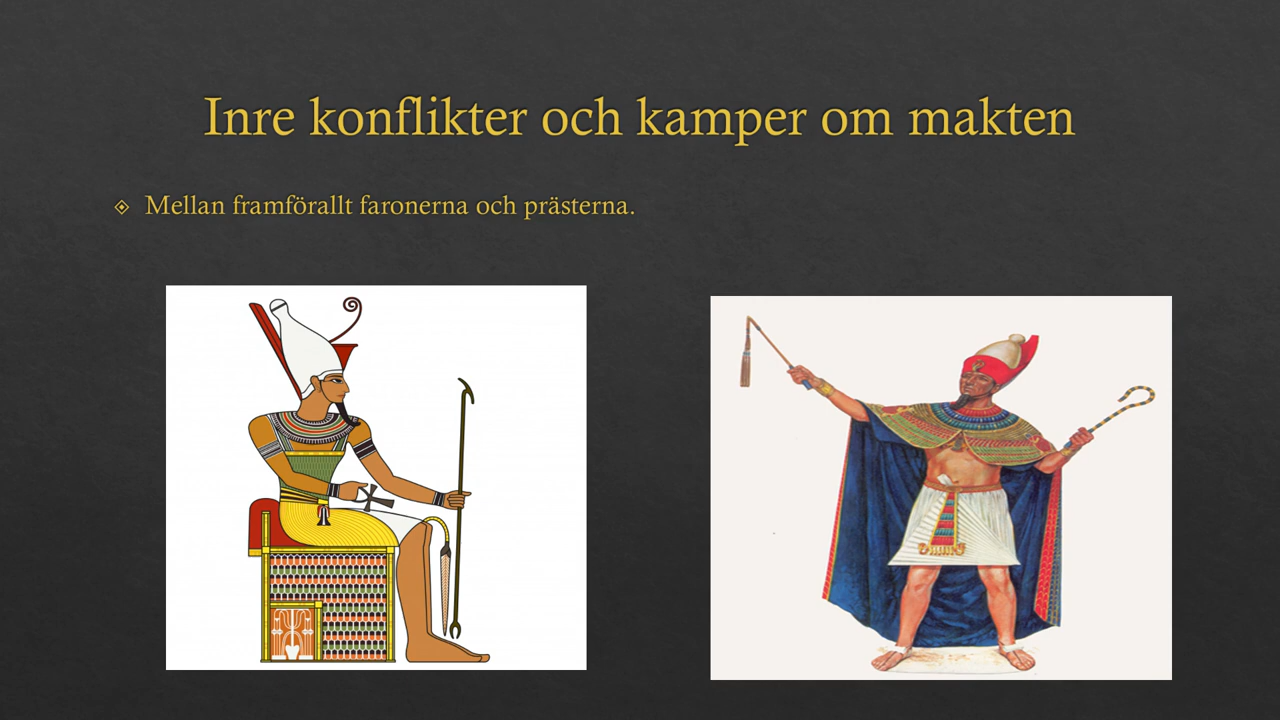 Inre konflikter och kamper om makten
Mellan framförallt faronerna och prästerna.